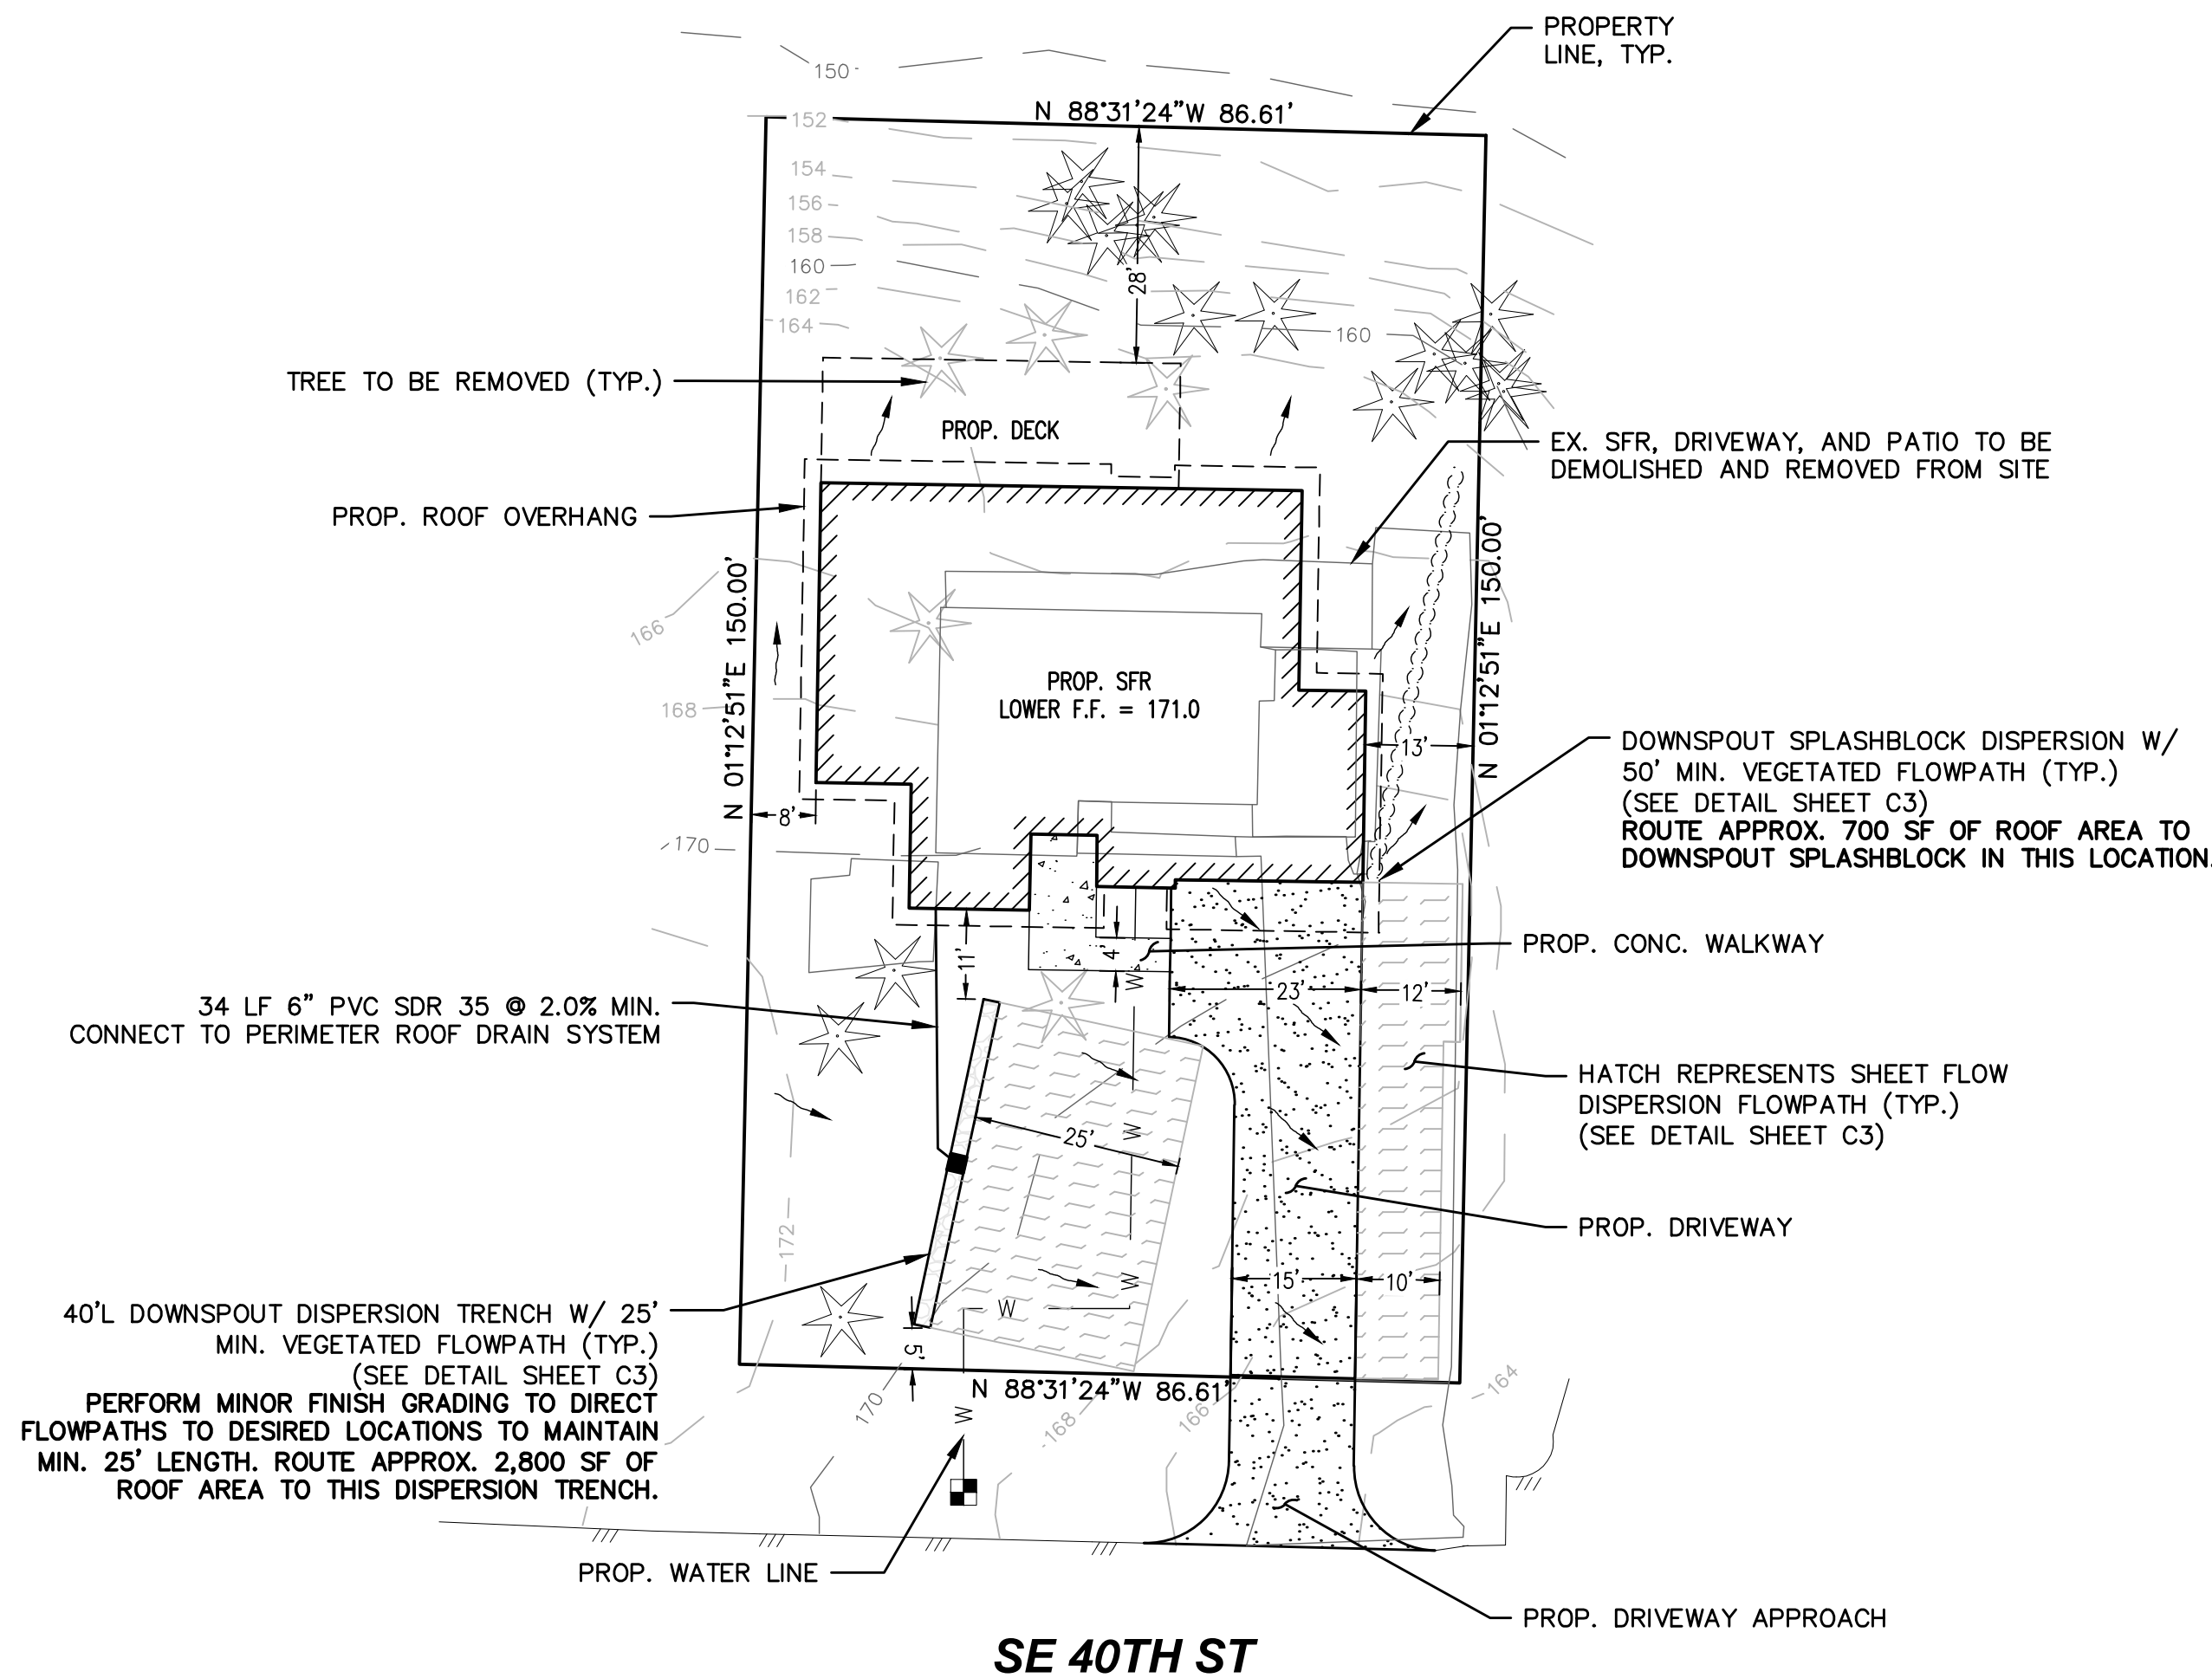 PROPERTY
LINE, TYP.
150
N 88°31'24"W 86.61'
152
154
156
158
160
162
164
28'
160
TREE TO BE REMOVED (TYP.)
PROP. DECK
EX. SFR, DRIVEWAY, AND PATIO TO BE
DEMOLISHED AND REMOVED FROM SITE
PROP. ROOF OVERHANG
N 01°12'51"E 150.00'
N 01°12'51"E 150.00'
166
168
PROP. SFR
LOWER F.F. = 171.0
13'
DOWNSPOUT SPLASHBLOCK DISPERSION W/
50' MIN. VEGETATED FLOWPATH (TYP.)
(SEE DETAIL SHEET C3)
ROUTE APPROX. 700 SF OF ROOF AREA TO
DOWNSPOUT SPLASHBLOCK IN THIS LOCATION.
8'
170
11'
4'
W
PROP. CONC. WALKWAY
23'
12'
34 LF 6" PVC SDR 35 @ 2.0% MIN.
CONNECT TO PERIMETER ROOF DRAIN SYSTEM
HATCH REPRESENTS SHEET FLOW
DISPERSION FLOWPATH (TYP.)
(SEE DETAIL SHEET C3)
25'
W
172
PROP. DRIVEWAY
W
15'
10'
W
40'L DOWNSPOUT DISPERSION TRENCH W/ 25'
MIN. VEGETATED FLOWPATH (TYP.)
(SEE DETAIL SHEET C3)
PERFORM MINOR FINISH GRADING TO DIRECT
FLOWPATHS TO DESIRED LOCATIONS TO MAINTAIN
MIN. 25' LENGTH. ROUTE APPROX. 2,800 SF OF
ROOF AREA TO THIS DISPERSION TRENCH.
5'
N 88°31'24"W 86.61'
170
168
166
164
W
PROP. WATER LINE
PROP. DRIVEWAY APPROACH
SE 40TH ST